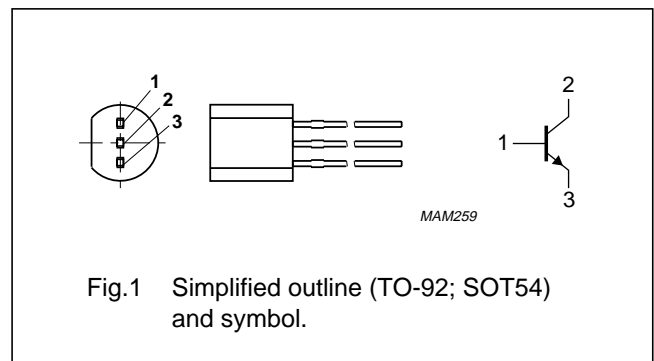 1
2
3
MAM259
1
2
3
Fig.1 Simplified outline (TO-92; SOT54)
and symbol.